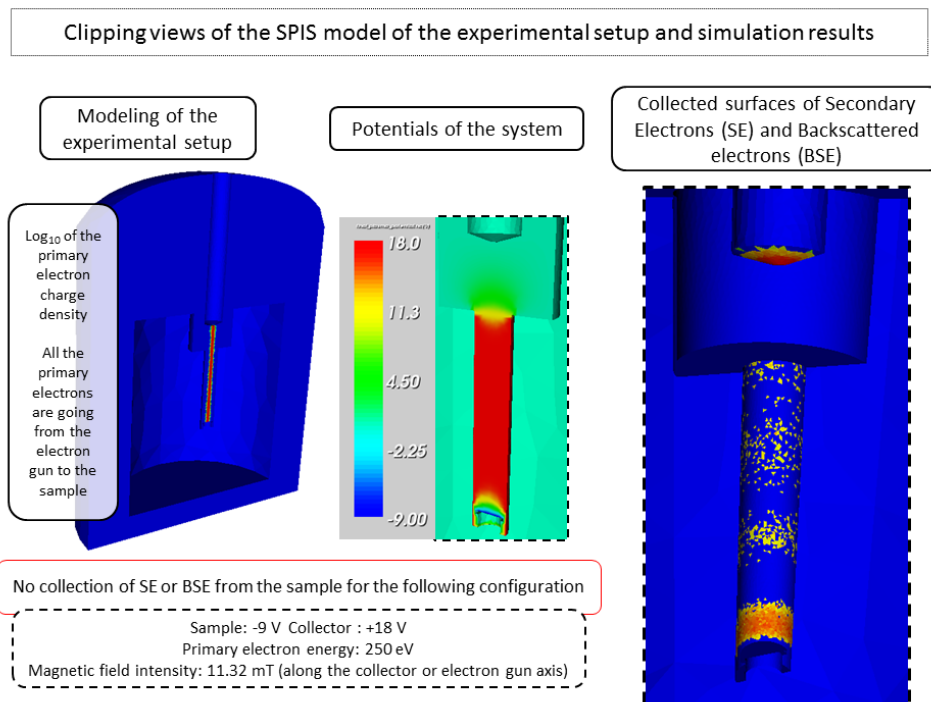 Clipping views of the SPIS model of the experimental setup and simulation results
Modeling of the
experimental setup
Potentials of the system
Collected surfaces of Secondary
Electrons (SE) and Backscattered
electrons (BSE)
Log10 of the
primary
electron
charge
density
All the
primary
electrons
are going
from the
electron
gun to the
sample
18.0
11.3
4.50
-2.25
-9.00
No collection of SE or BSE from the sample for the following configuration
Sample: -9 V Collector : +18 V
Primary electron energy: 250 eV
Magnetic field intensity: 11.32 mT (along the collector or electron gun axis)